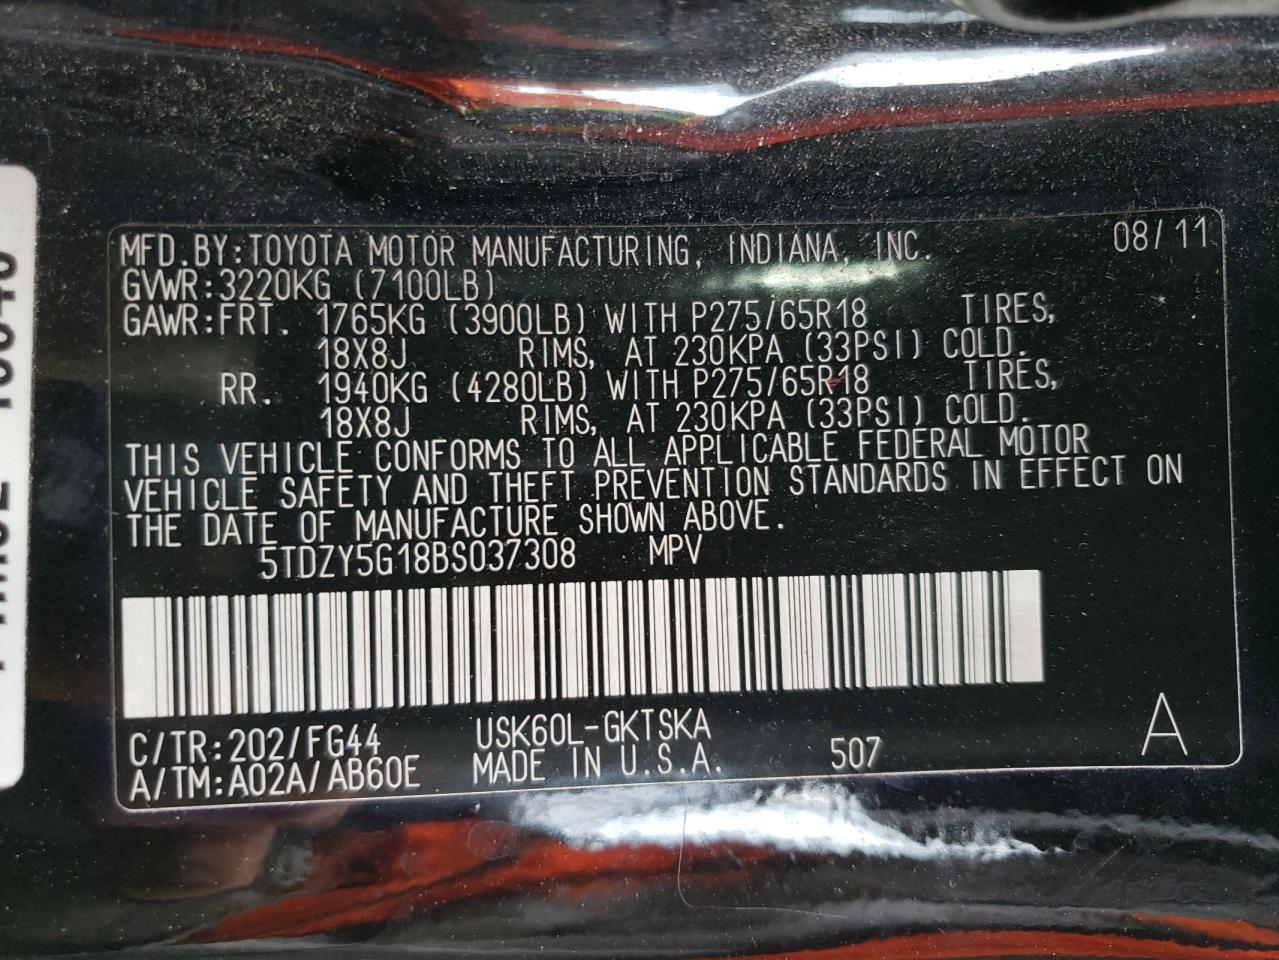 MFD.BY:TOYOTA MOTOR MANUFACTURING, INDIANA, INC. 08/11
GVWR:3220KG (7100LB)
GAWR:FRT. 1765KG (3900LB) WITH P275/65R18 TIRES,
18X8J RIMS, AT 230KPA (33PSI) COLD.
RR. 1940KG (4280LB) WITH P275/65R18 TIRES,
18X8J RIMS, AT 230KPA (33PSI) COLD.
THIS VEHICLE CONFORMS TO ALL APPLICABLE FEDERAL MOTOR
VEHICLE SAFETY AND THEFT PREVENTION STANDARDS IN EFFECT ON
THE DATE OF MANUFACTURE SHOWN ABOVE.
5TDZY5G18BS037308 MPV
C/TR:202/FG44 USK60L-GKTSKA
A/TM:A02A/AB60E MADE IN U.S.A. 507 A